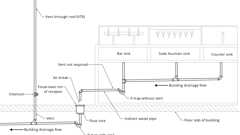 Vent through roof (VTR)
Bar sink
Soda fountain sink
Counter sink
Vent not required
Air break
Building drainage flow
Flood-level rim
of receptor
P-trap without vent
Cleanout
Vent
Floor sink
Indirect waste pipe
Floor slab of building
Building drainage flow